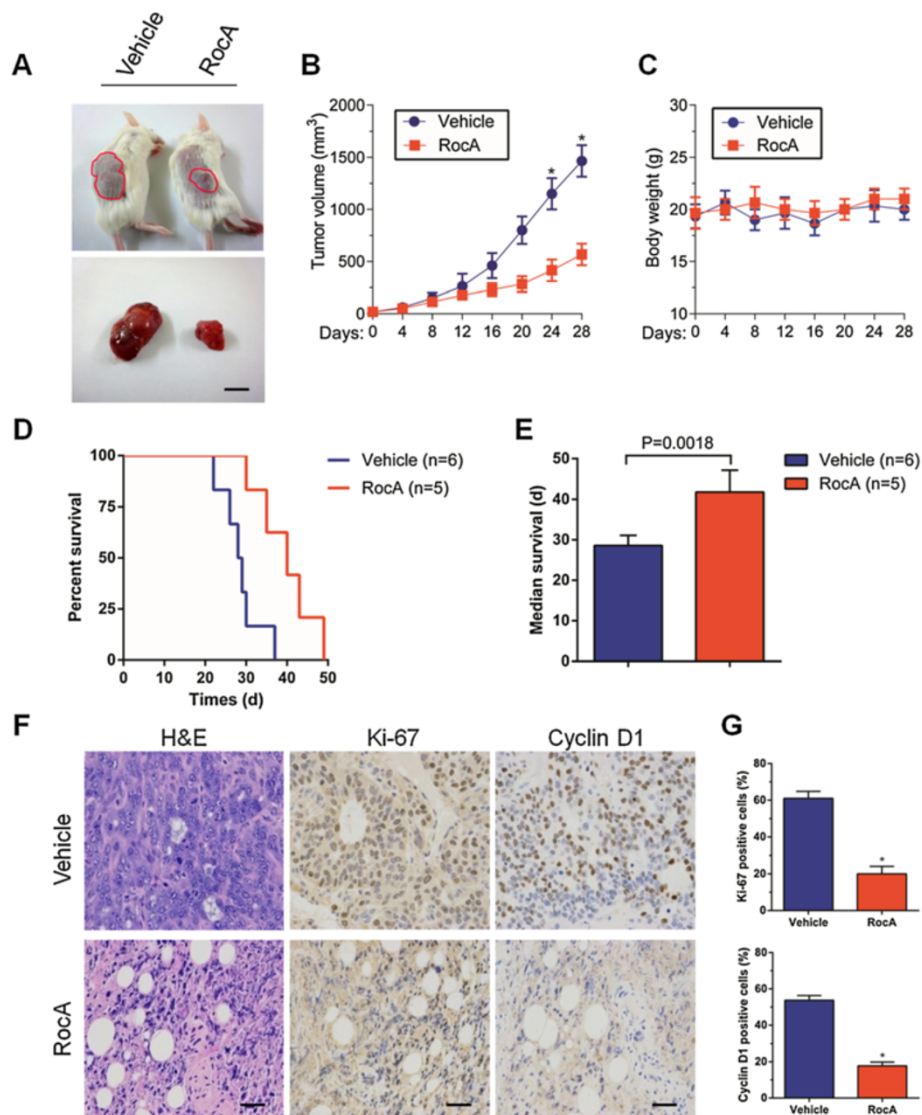 A
Vehicle
RocA
B
Tumor volume (mm³)
2000
1500
1000
500
0
Vehicle
RocA
*
*
Days: 0 4 8 12 16 20 24 28
C
Body weight (g)
30
25
20
15
10
Vehicle
RocA
Days: 0 4 8 12 16 20 24 28
D
Percent survival
100
75
50
25
0
0 10 20 30 40 50
Times (d)
Vehicle (n=6)
RocA (n=5)
E
Median survival (d)
50
40
30
20
10
0
P=0.0018
Vehicle (n=6)
RocA (n=5)
F
H&E Ki-67 Cyclin D1
Vehicle
RocA
G
Ki-67 positive cells (%)
80
60
40
20
0
*
Vehicle RocA
Cyclin D1 positive cells (%)
80
60
40
20
0
*
Vehicle RocA